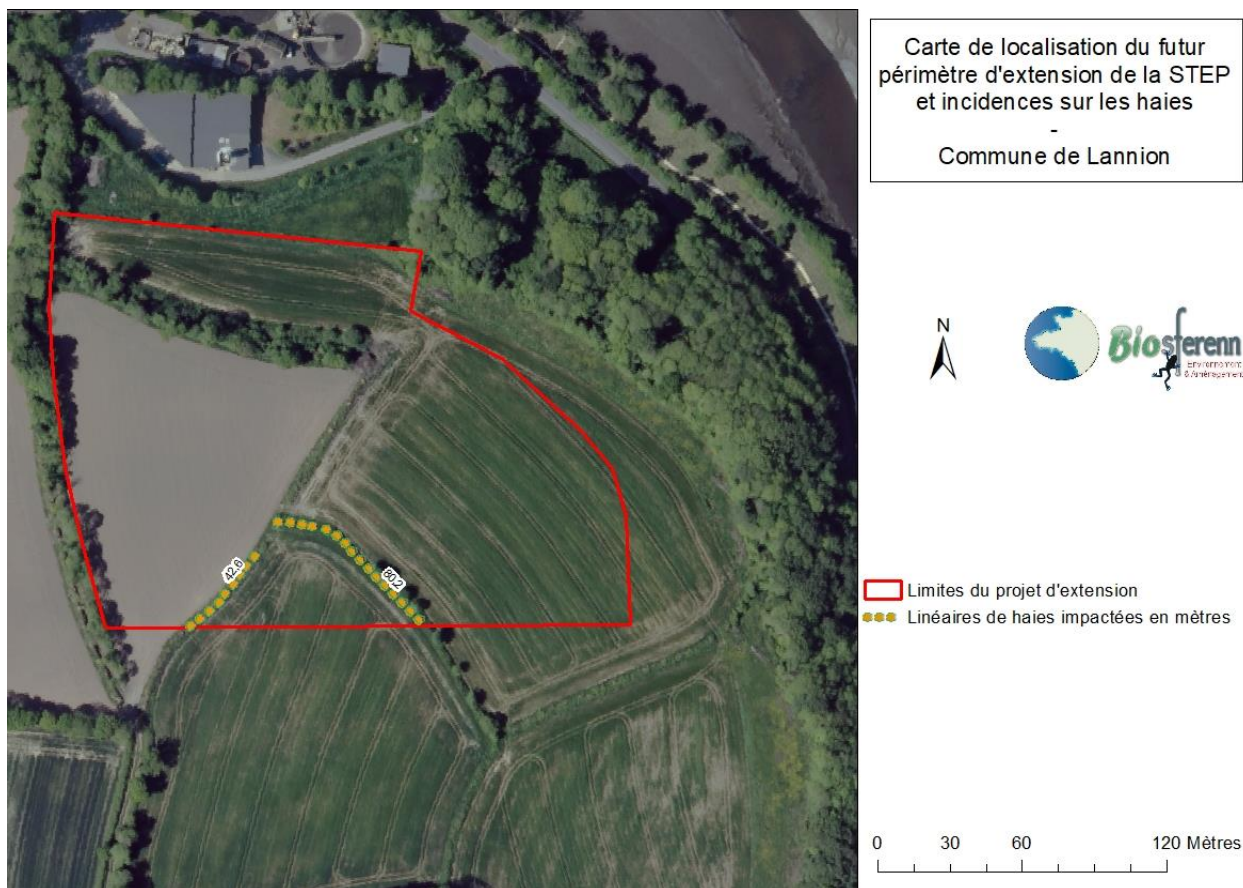 Carte de localisation du futur
périmètre d'extension de la STEP
et incidences sur les haies
-
Commune de Lannion
N
Biosferenn
Environnement
& Aménagement
42,6
80,2
Limites du projet d'extension
Linéaires de haies impactées en mètres
0 30 60 120 Mètres